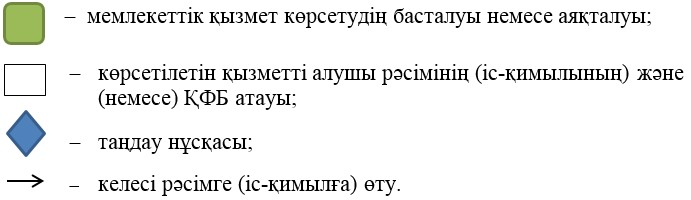 – мемлекеттік қызмет көрсетудің басталуы немесе аяқталуы;
– көрсетілетін қызметті алушы рәсімінің (іс-қимылының) және
(немесе) ҚФБ атауы;
– таңдау нұсқасы;
– келесі рәсімге (іс-қимылға) өту.